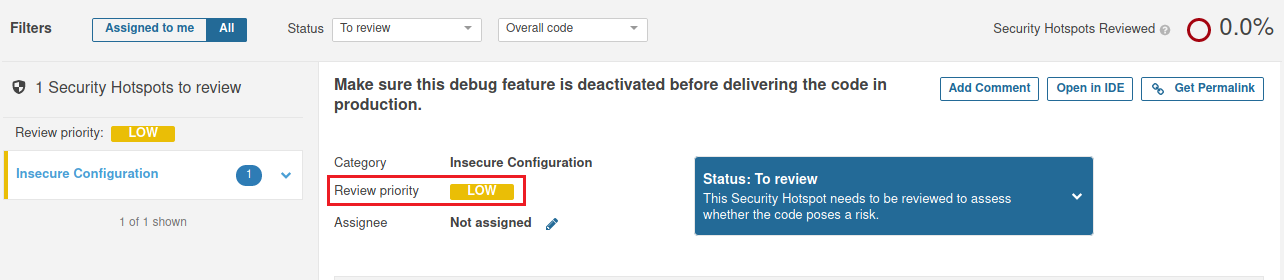 Filters
Assigned to me
All
Status
To review
Overall code
Security Hotspots Reviewed
?
0.0%
1 Security Hotspots to review
Review priority: LOW
Insecure Configuration
1
1 of 1 shown
Make sure this debug feature is deactivated before delivering the code in
production.
Add Comment
Open in IDE
Get Permalink
Category
Insecure Configuration
Review priority
LOW
Assignee
Not assigned
Status: To review
This Security Hotspot needs to be reviewed to assess
whether the code poses a risk.